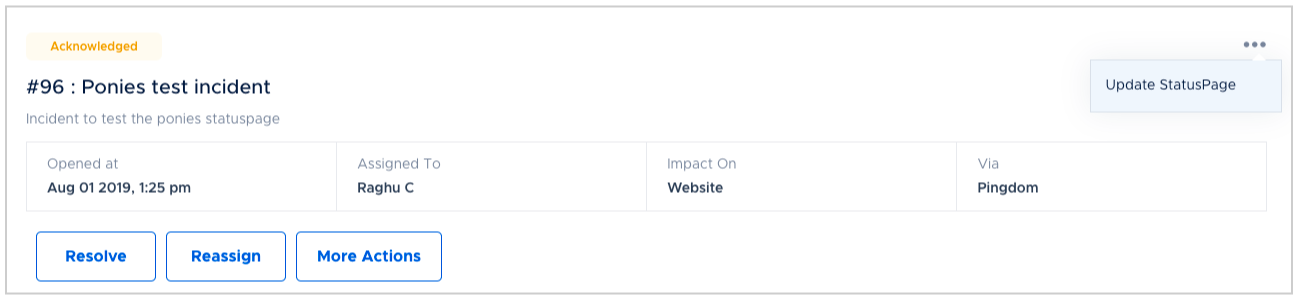 Acknowledged
#96 : Ponies test incident
Update StatusPage
Incident to test the ponies statuspage
Opened at
Aug 01 2019, 1:25 pm
Assigned To
Raghu C
Impact On
Website
Via
Pingdom
Resolve
Reassign
More Actions